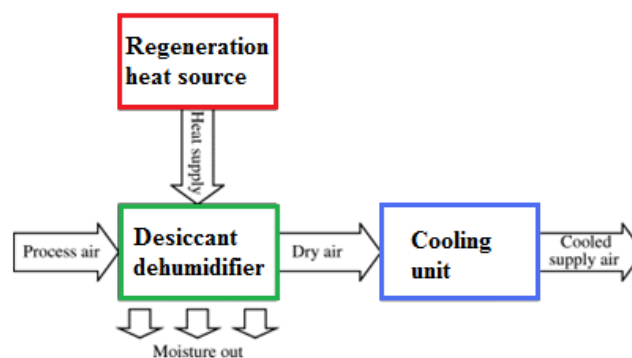 Regeneration
heat source
Heat supply
Process air
Desiccant
dehumidifier
Dry air
Cooling
unit
Cooled
supply air
Moisture out